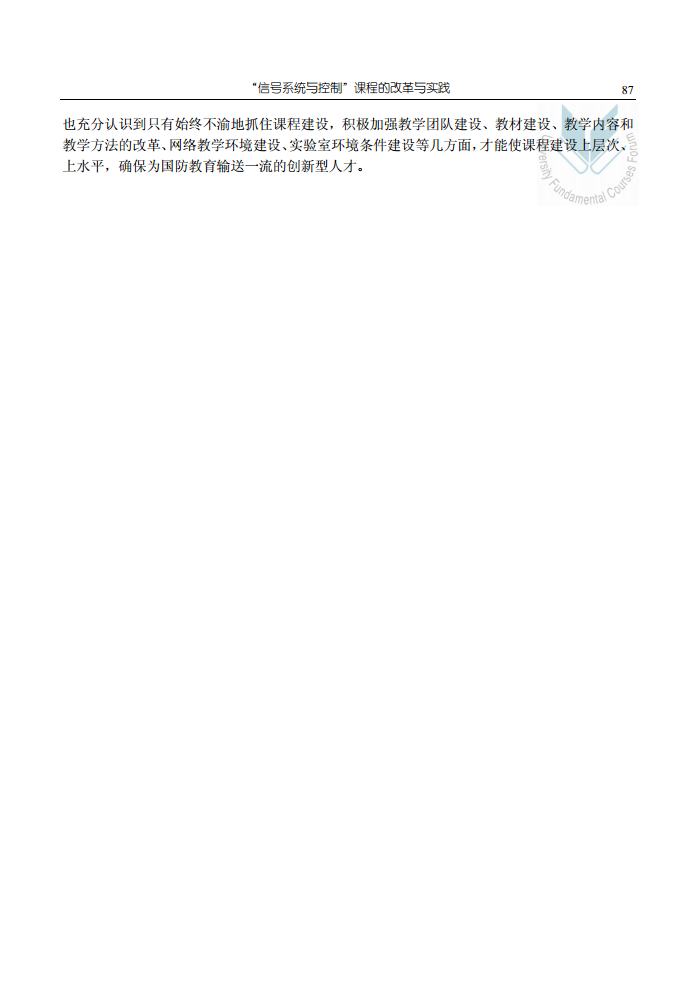 “信号系统与控制”课程的改革与实践
87
也充分认识到只有始终不渝地抓住课程建设，积极加强教学团队建设、教材建设、教学内容和
教学方法的改革、网络教学环境建设、实验室环境条件建设等几方面，才能使课程建设上层次、
上水平，确保为国防教育输送一流的创新型人才。
University Fundamental Courses Forum